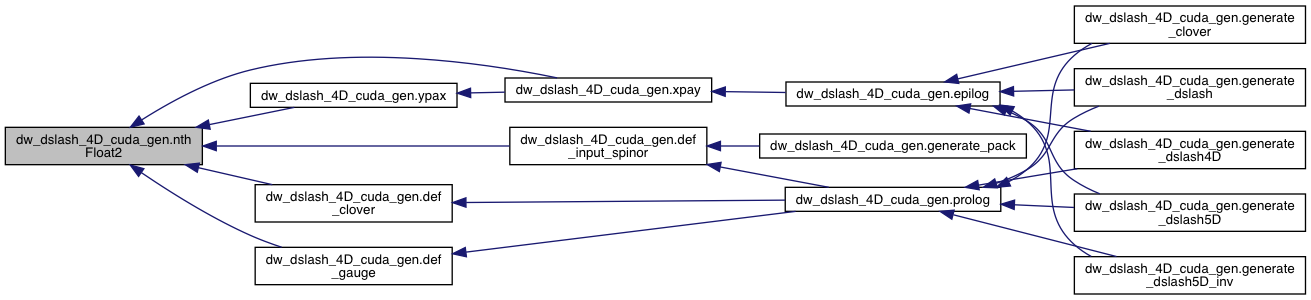 dw_dslash_4D_cuda_gen.nth
Float2
dw_dslash_4D_cuda_gen.ypax
dw_dslash_4D_cuda_gen.def
_clover
dw_dslash_4D_cuda_gen.def
_gauge
dw_dslash_4D_cuda_gen.xpay
dw_dslash_4D_cuda_gen.def
_input_spinor
dw_dslash_4D_cuda_gen.epilog
dw_dslash_4D_cuda_gen.generate_pack
dw_dslash_4D_cuda_gen.prolog
dw_dslash_4D_cuda_gen.generate
_clover
dw_dslash_4D_cuda_gen.generate
_dslash
dw_dslash_4D_cuda_gen.generate
_dslash4D
dw_dslash_4D_cuda_gen.generate
_dslash5D
dw_dslash_4D_cuda_gen.generate
_dslash5D_inv